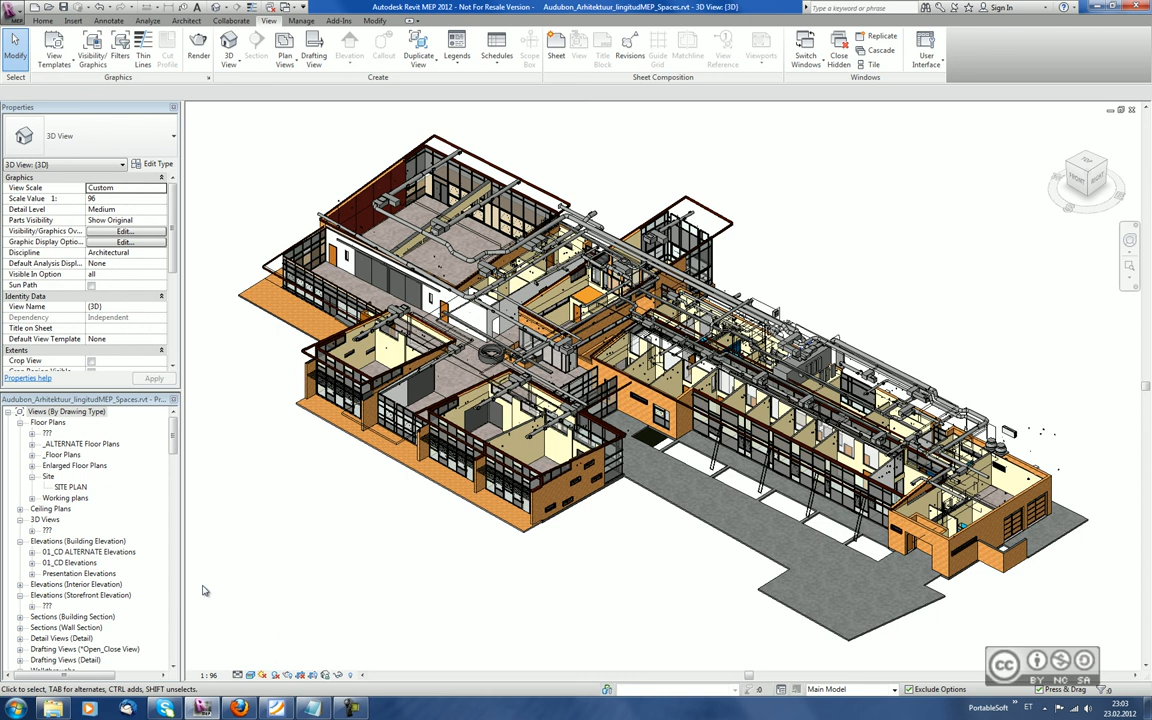 Autodesk Revit MEP 2012 - Not For Resale Version -    Audubon_Arhitektuur_lingitudMEP_Spaces.rvt - 3D View: {3D}
Type a keyword or phrase
Sign In
Home Insert Annotate Analyze Architect Collaborate View Manage Add-Ins Modify
Modify
View Templates
Visibility/ Graphics
Filters
Thin Lines
Cut Profile
Render
3D View
Section
Plan Views
Drafting View
Elevation
Callout
Duplicate View
Legends
Schedules
Scope Box
Sheet
View
Title Block
Revisions
Guide Grid
Matchline
View Reference
Viewports
Switch Windows
Close Hidden
Replicate
Cascade
Tile
User Interface
Select Graphics Create Sheet Composition Windows
Properties
3D View
3D View: {3D} Edit Type
Graphics
View Scale Custom
Scale Value 1: 96
Detail Level Medium
Parts Visibility Show Original
Visibility/Graphics Ov... Edit...
Graphic Display Optio... Edit...
Discipline Architectural
Default Analysis Displ... None
Visible In Option all
Sun Path
Identity Data
View Name {3D}
Dependency Independent
Title on Sheet
Default View Template None
Extents
Crop View
Properties help Apply
Audubon_Arhitektuur_lingitudMEP_Spaces.rvt - Pr...
Views (By Drawing Type)
Floor Plans
???
_ALTERNATE Floor Plans
_Floor Plans
Enlarged Floor Plans
Site
SITE PLAN
Working plans
Ceiling Plans
3D Views
???
Elevations (Building Elevation)
01_CD ALTERNATE Elevations
01_CD Elevations
Presentation Elevations
Elevations (Interior Elevation)
Elevations (Storefront Elevation)
???
Sections (Building Section)
Sections (Wall Section)
Detail Views (Detail)
Drafting Views (*Open_Close View)
Drafting Views (Detail)
TOP
FRONT
RIGHT
1 : 96
Click to select, TAB for alternates, CTRL adds, SHIFT unselects.
:0
Main Model
Exclude Options
Press & Drag
:0
cc
BY NC SA
PortableSoft
ET
23:03
23.02.2012